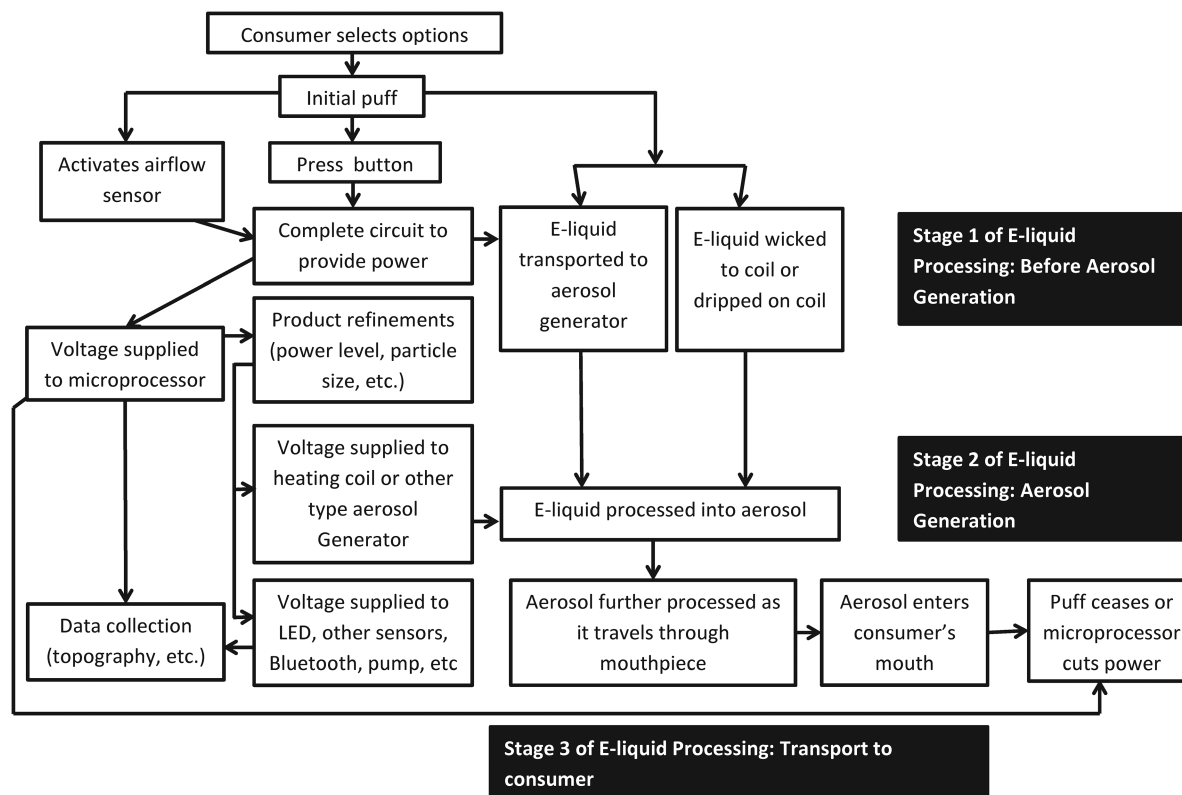 Consumer selects options
Initial puff
Activates airflow
sensor
Press button
Complete circuit to
provide power
E-liquid
transported to
aerosol
generator
E-liquid wicked
to coil or
dripped on coil
Stage 1 of E-liquid
Processing: Before Aerosol
Generation
Voltage supplied
to microprocessor
Product refinements
(power level, particle
size, etc.)
Voltage supplied to
heating coil or other
type aerosol
Generator
E-liquid processed into aerosol
Stage 2 of E-liquid
Processing: Aerosol
Generation
Data collection
(topography, etc.)
Voltage supplied to
LED, other sensors,
Bluetooth, pump, etc
Aerosol further processed as
it travels through
mouthpiece
Aerosol enters
consumer’s
mouth
Puff ceases or
microprocessor
cuts power
Stage 3 of E-liquid Processing: Transport to
consumer